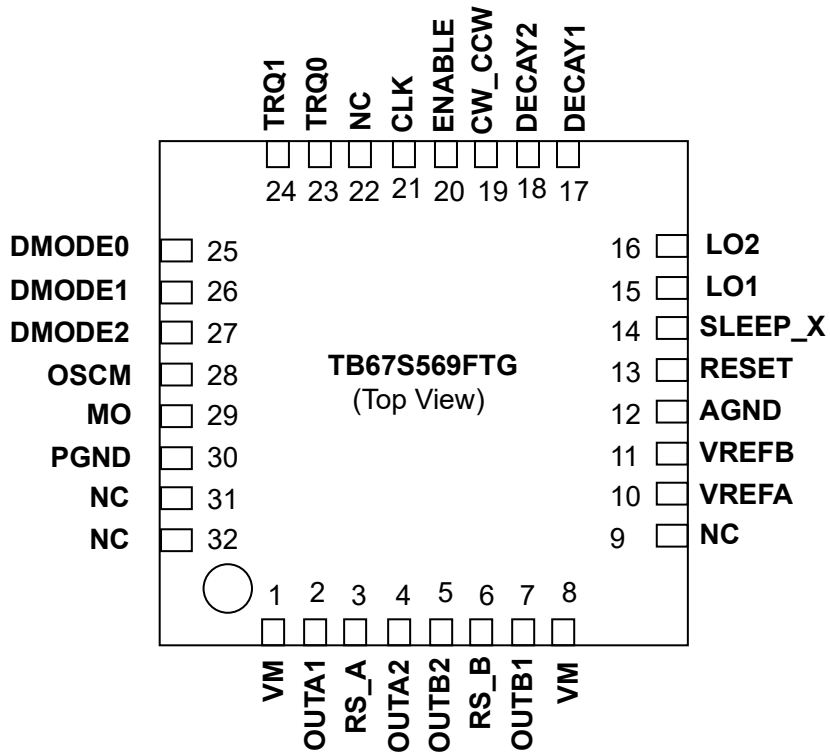 TRQ1
TRQ0
NC
CLK
ENABLE
CW_CCW
DECAY2
DECAY1
24 23 22 21 20 19 18 17
DMODE0 25
DMODE1 26
DMODE2 27
OSCM 28
MO 29
PGND 30
NC 31
NC 32
TB67S569FTG
(Top View)
16 LO2
15 LO1
14 SLEEP_X
13 RESET
12 AGND
11 VREFB
10 VREFA
9 NC
1 2 3 4 5 6 7 8
VM
OUTA1
RS_A
OUTA2
OUTB2
RS_B
OUTB1
VM